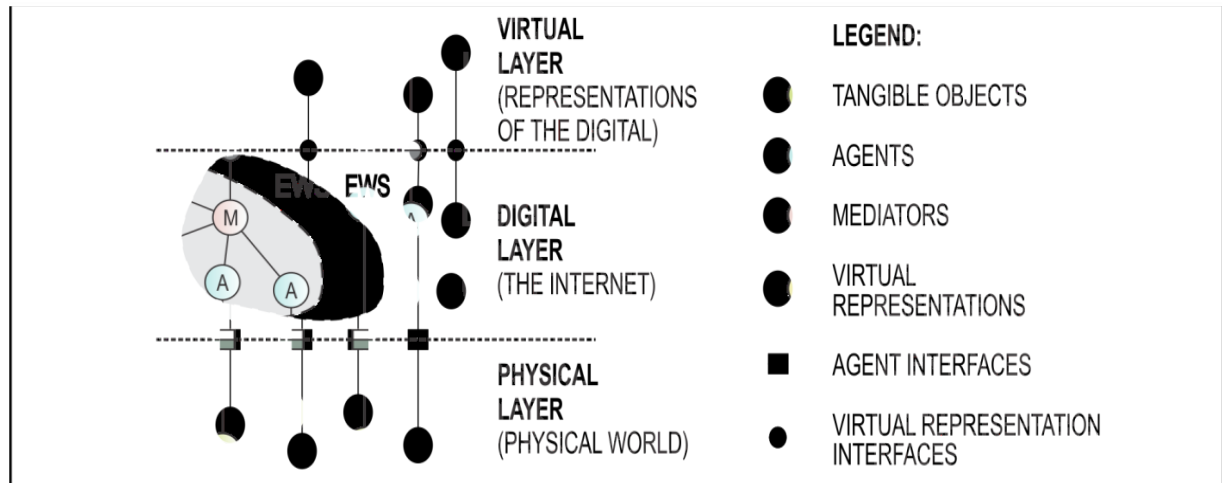 VIRTUAL
LAYER
(REPRESENTATIONS
OF THE DIGITAL)
EWS
EWS
M
A
A
A
DIGITAL
LAYER
(THE INTERNET)
PHYSICAL
LAYER
(PHYSICAL WORLD)
LEGEND:
TANGIBLE OBJECTS
AGENTS
MEDIATORS
VIRTUAL
REPRESENTATIONS
AGENT INTERFACES
VIRTUAL REPRESENTATION
INTERFACES